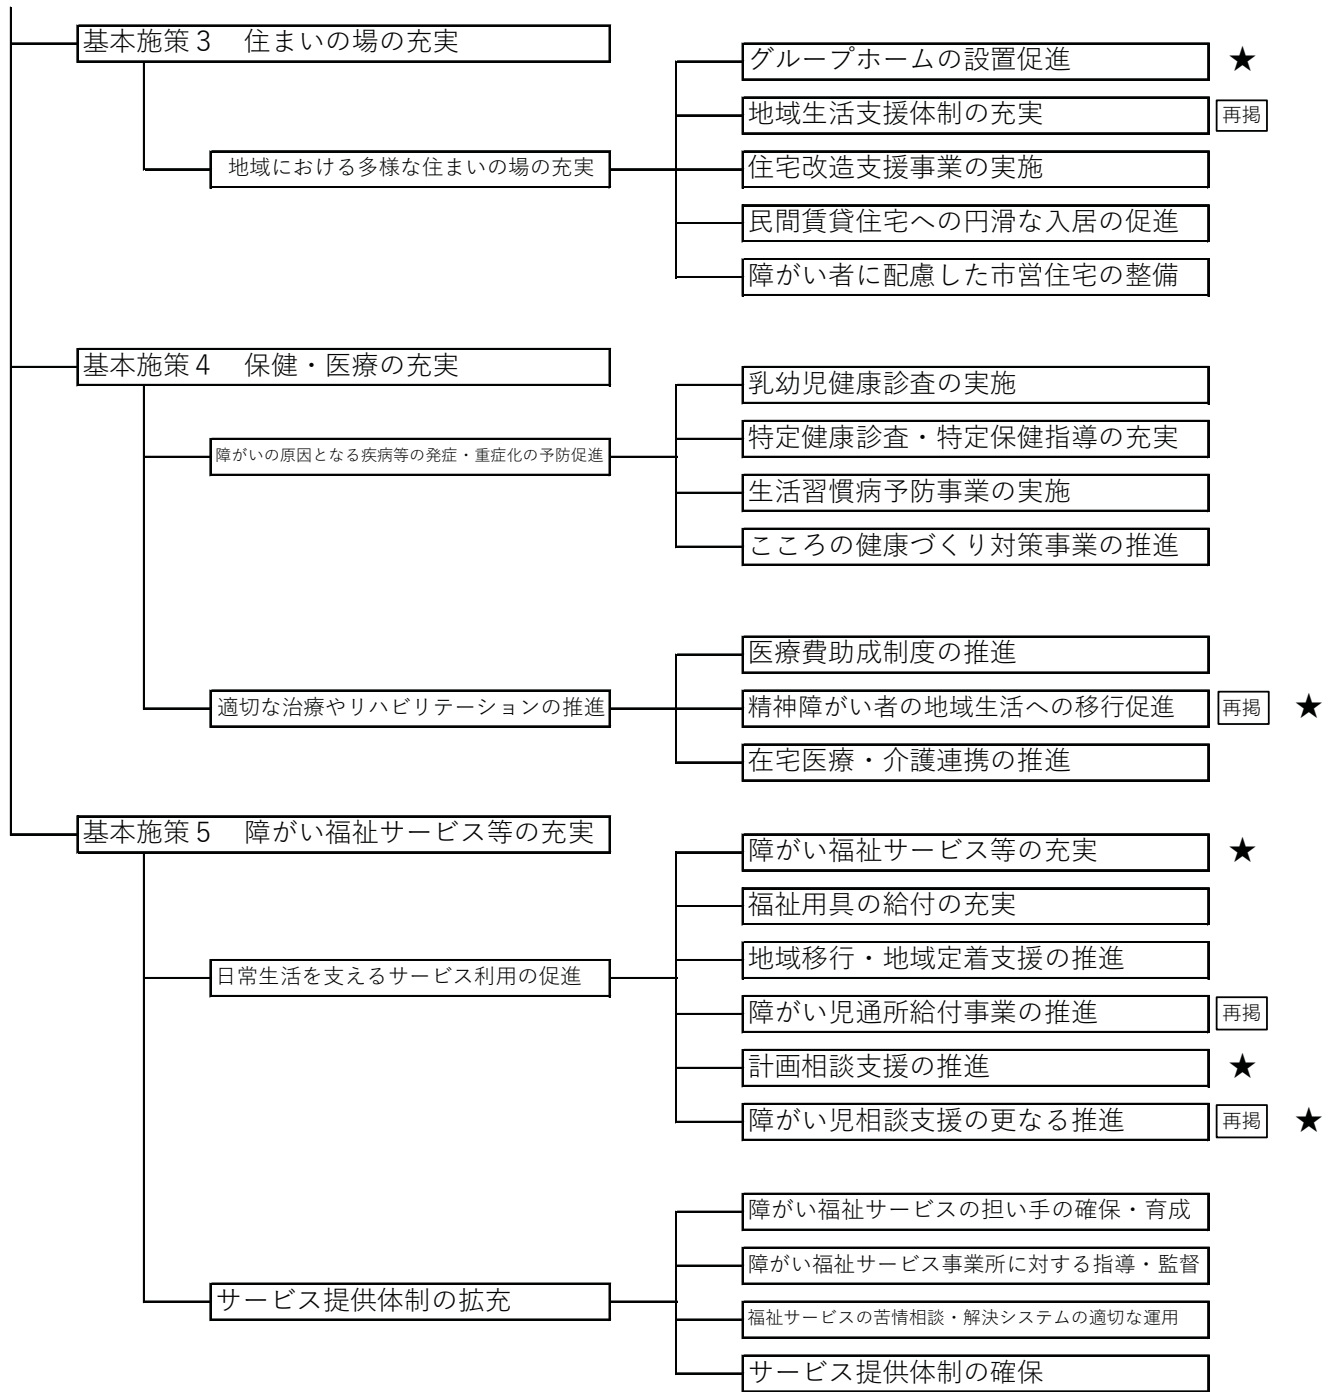 基本施策３　住まいの場の充実
グループホームの設置促進 ★
地域生活支援体制の充実 再掲
地域における多様な住まいの場の充実
住宅改造支援事業の実施
民間賃貸住宅への円滑な入居の促進
障がい者に配慮した市営住宅の整備
基本施策４　保健・医療の充実
乳幼児健康診査の実施
特定健康診査・特定保健指導の充実
障がいの原因となる疾病等の発症・重症化の予防促進
生活習慣病予防事業の実施
こころの健康づくり対策事業の推進
医療費助成制度の推進
適切な治療やリハビリテーションの推進
精神障がい者の地域生活への移行促進 再掲 ★
在宅医療・介護連携の推進
基本施策５　障がい福祉サービス等の充実
障がい福祉サービス等の充実 ★
福祉用具の給付の充実
地域移行・地域定着支援の推進
日常生活を支えるサービス利用の促進
障がい児通所給付事業の推進 再掲
計画相談支援の推進 ★
障がい児相談支援の更なる推進 再掲 ★
障がい福祉サービスの担い手の確保・育成
障がい福祉サービス事業所に対する指導・監督
サービス提供体制の拡充
福祉サービスの苦情相談・解決システムの適切な運用
サービス提供体制の確保